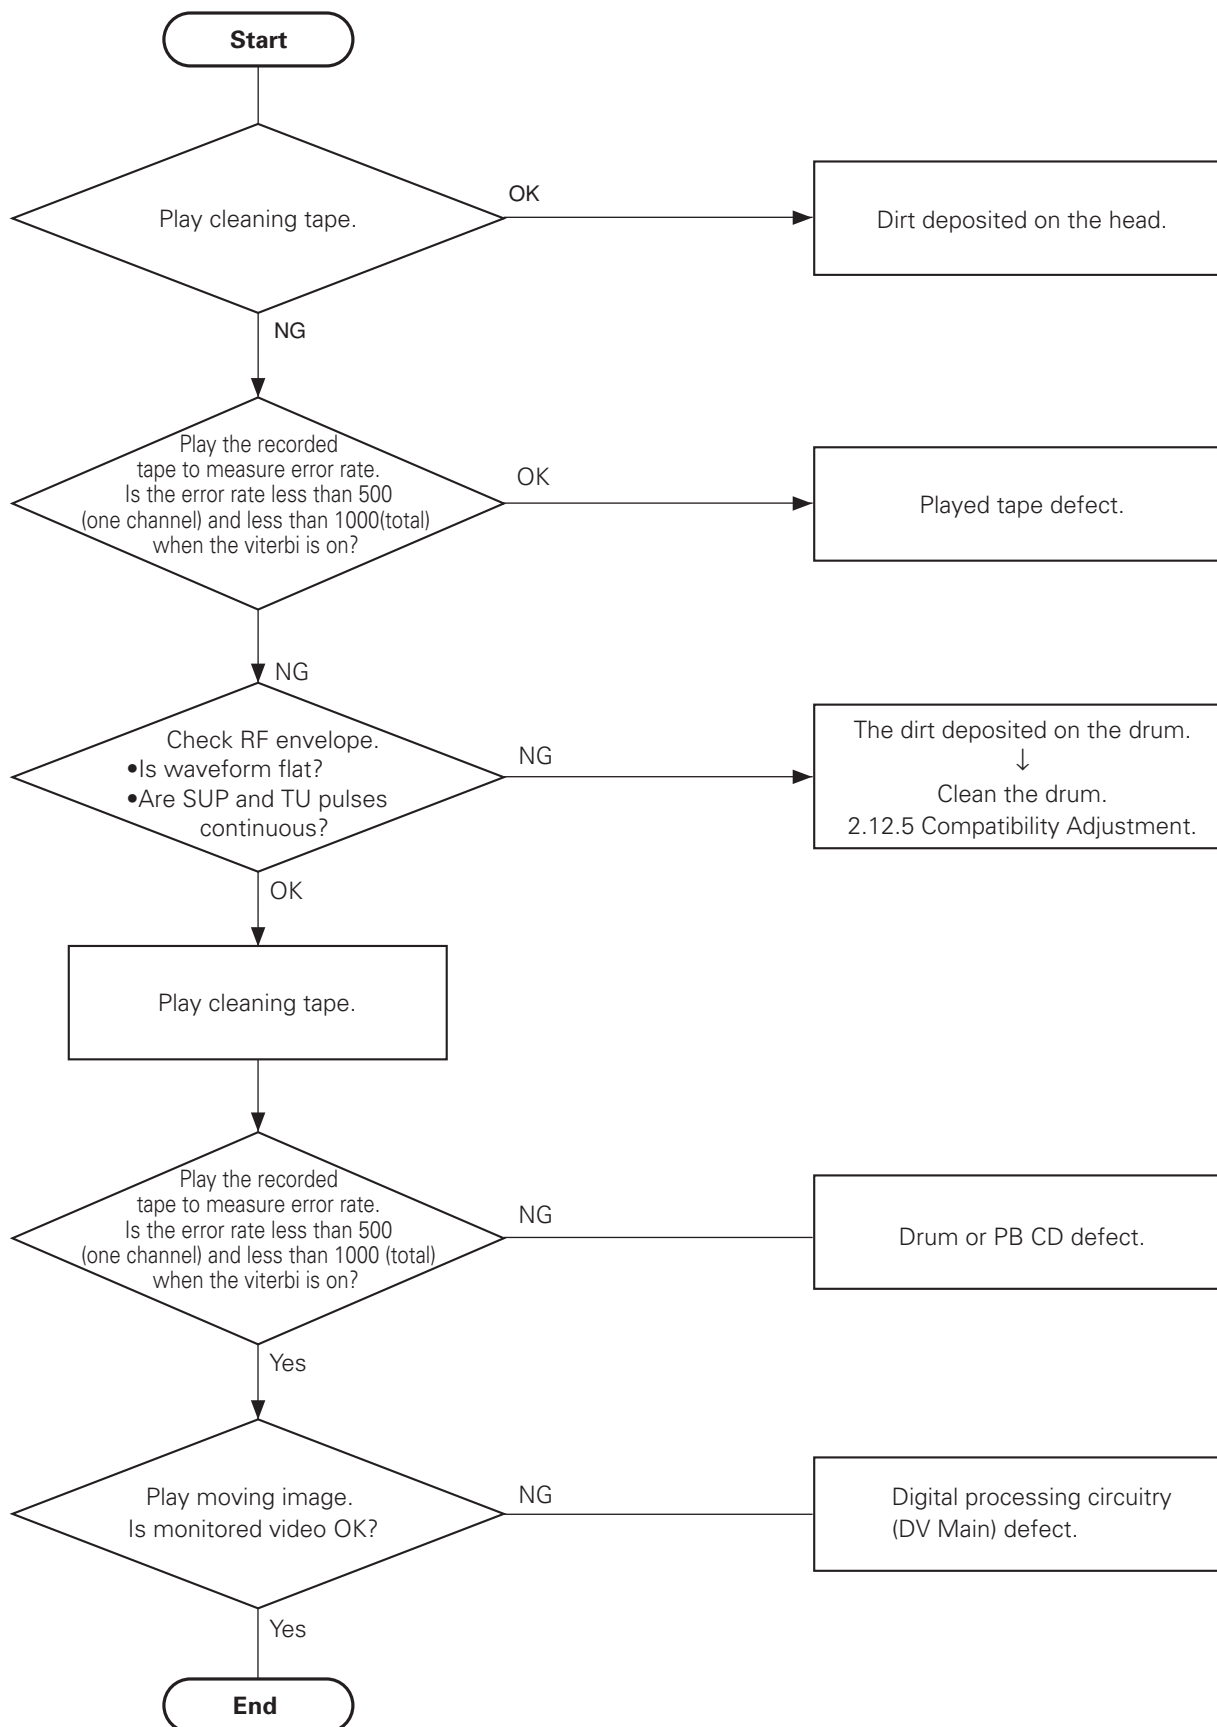 Start
Play cleaning tape.
OK
Dirt deposited on the head.
NG
Play the recorded
tape to measure error rate.
Is the error rate less than 500
(one channel) and less than 1000(total)
when the viterbi is on?
OK
Played tape defect.
NG
Check RF envelope.
•Is waveform flat?
•Are SUP and TU pulses
continuous?
NG
The dirt deposited on the drum.
↓
Clean the drum.
2.12.5 Compatibility Adjustment.
OK
Play cleaning tape.
Play the recorded
tape to measure error rate.
Is the error rate less than 500
(one channel) and less than 1000 (total)
when the viterbi is on?
NG
Drum or PB CD defect.
Yes
Play moving image.
Is monitored video OK?
NG
Digital processing circuitry
(DV Main) defect.
Yes
End